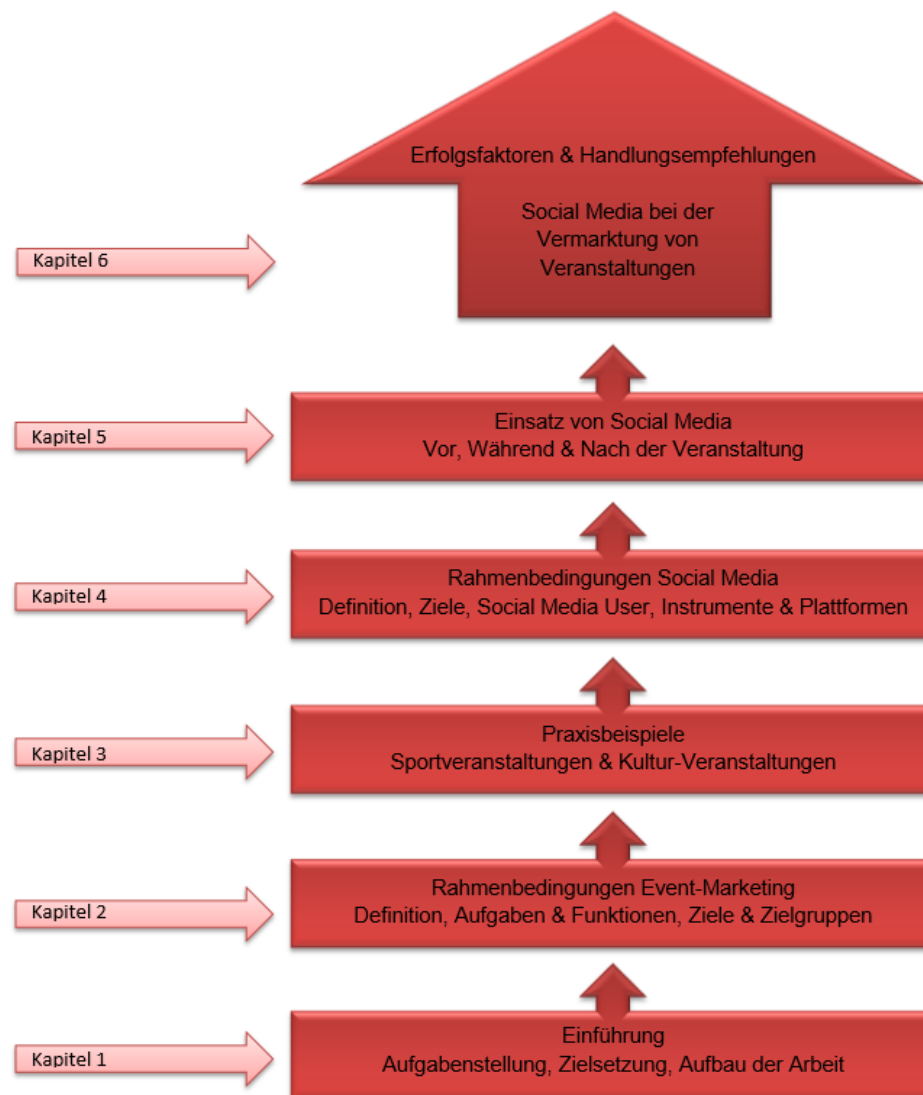 Erfolgsfaktoren & Handlungsempfehlungen
Social Media bei der
Vermarktung von
Veranstaltungen
Kapitel 6
Einsatz von Social Media
Vor, Während & Nach der Veranstaltung
Kapitel 5
Rahmenbedingungen Social Media
Definition, Ziele, Social Media User, Instrumente & Plattformen
Kapitel 4
Praxisbeispiele
Sportveranstaltungen & Kultur-Veranstaltungen
Kapitel 3
Rahmenbedingungen Event-Marketing
Definition, Aufgaben & Funktionen, Ziele & Zielgruppen
Kapitel 2
Einführung
Aufgabenstellung, Zielsetzung, Aufbau der Arbeit
Kapitel 1